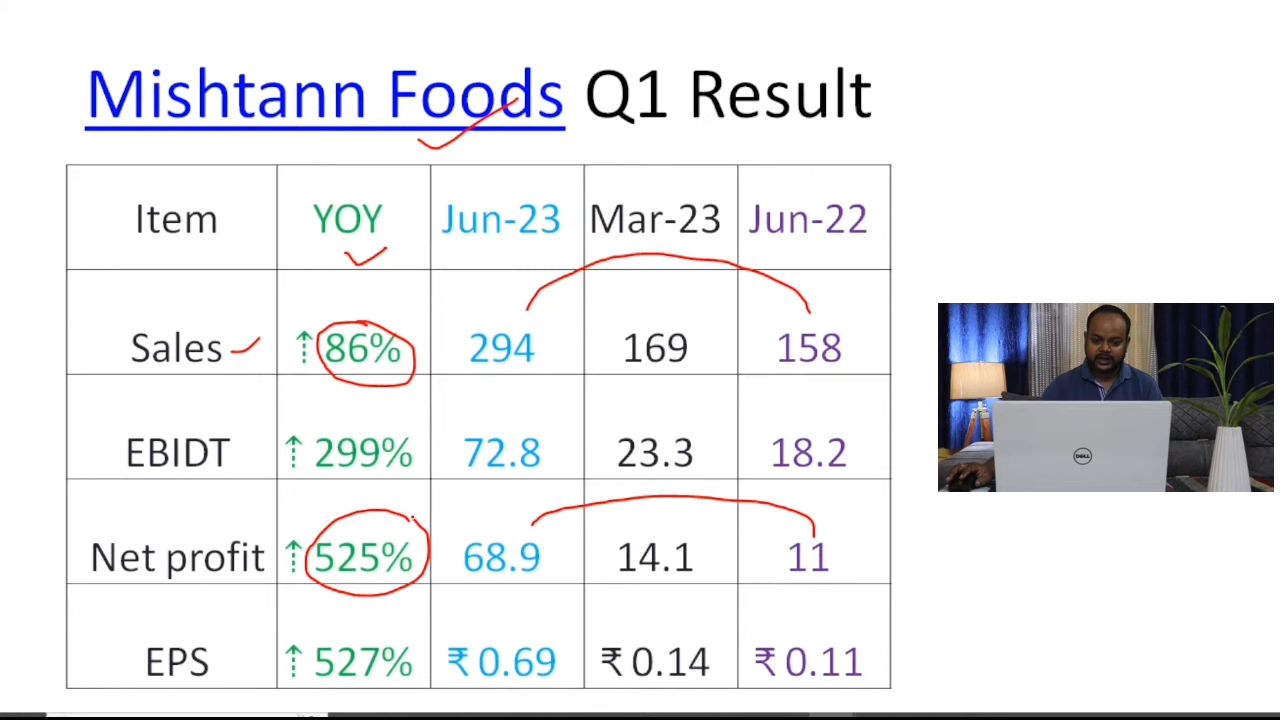 Mishtann Foods Q1 Result
Item YOY Jun-23 Mar-23 Jun-22
Sales ⇡ 86% 294 169 158
EBIDT ⇡ 299% 72.8 23.3 18.2
Net profit ⇡ 525% 68.9 14.1 11
EPS ⇡ 527% ₹ 0.69 ₹ 0.14 ₹ 0.11
DELL